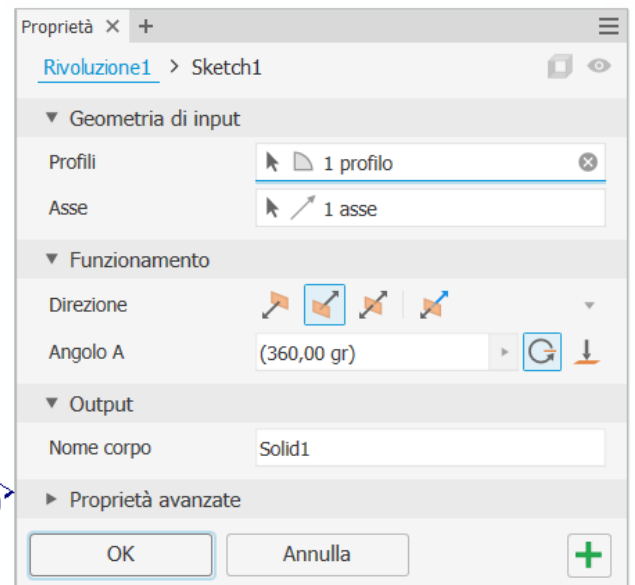 Proprietà × +
Rivoluzione1 > Sketch1
Geometria di input
Profili 1 profilo
Asse 1 asse
Funzionamento
Direzione
Angolo A (360,00 gr)
Output
Nome corpo Solid1
Proprietà avanzate
OK Annulla